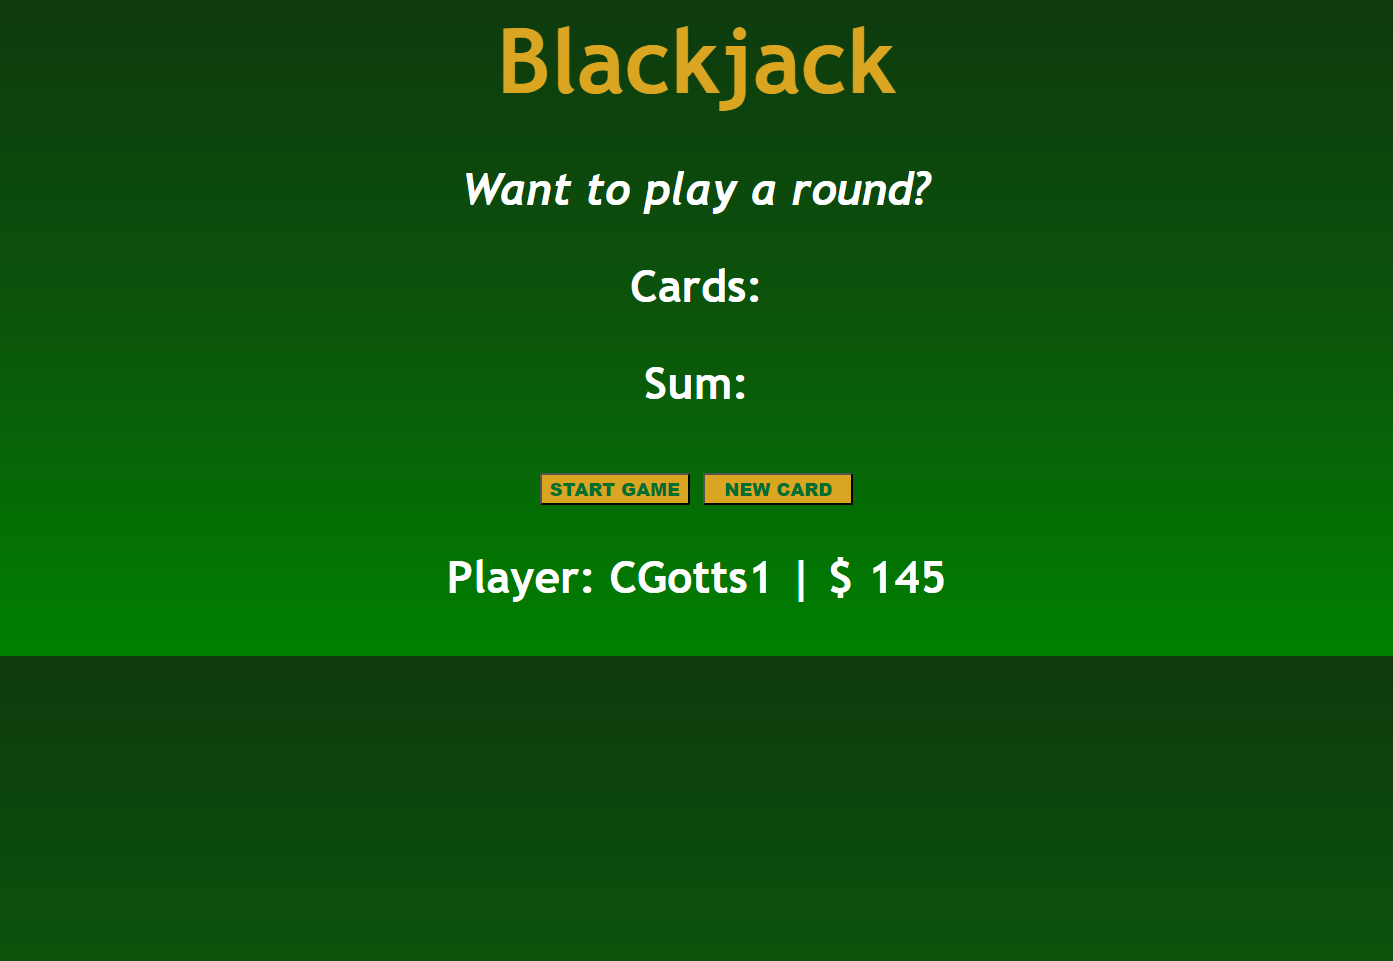 Blackjack
Want to play a round?
Cards:
Sum:
START GAME NEW CARD
Player: CGotts1 | $ 145